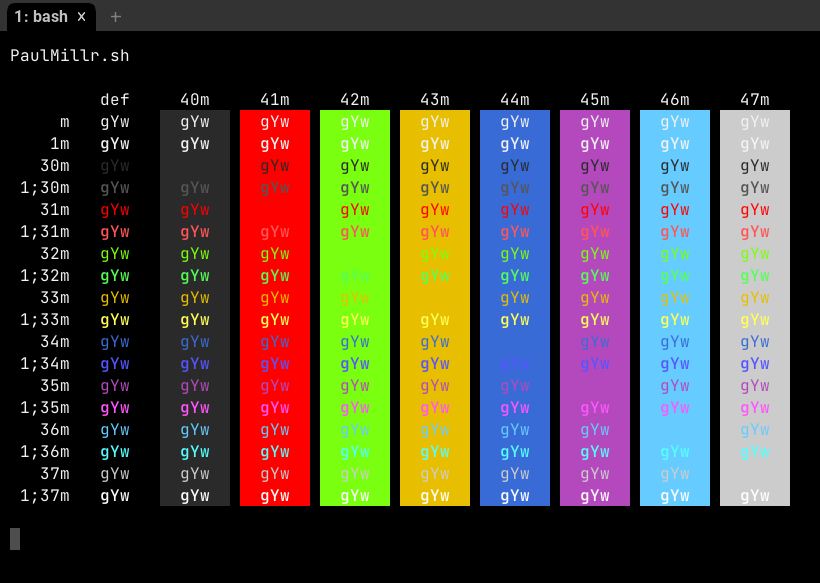 1: bash x +
PaulMillr.sh
def 40m 41m 42m 43m 44m 45m 46m 47m
m gYw gYw gYw gYw gYw gYw gYw gYw gYw
1m gYw gYw gYw gYw gYw gYw gYw gYw gYw
30m gYw gYw gYw gYw gYw gYw gYw gYw
1;30m gYw gYw gYw gYw gYw gYw gYw gYw gYw
31m gYw gYw gYw gYw gYw gYw gYw gYw
1;31m gYw gYw gYw gYw gYw gYw gYw gYw gYw
32m gYw gYw gYw gYw gYw gYw gYw gYw
1;32m gYw gYw gYw gYw gYw gYw gYw gYw gYw
33m gYw gYw gYw gYw gYw gYw gYw gYw
1;33m gYw gYw gYw gYw gYw gYw gYw gYw gYw
34m gYw gYw gYw gYw gYw gYw gYw gYw
1;34m gYw gYw gYw gYw gYw gYw gYw gYw gYw
35m gYw gYw gYw gYw gYw gYw gYw gYw
1;35m gYw gYw gYw gYw gYw gYw gYw gYw gYw
36m gYw gYw gYw gYw gYw gYw gYw gYw
1;36m gYw gYw gYw gYw gYw gYw gYw gYw gYw
37m gYw gYw gYw gYw gYw gYw gYw gYw
1;37m gYw gYw gYw gYw gYw gYw gYw gYw gYw